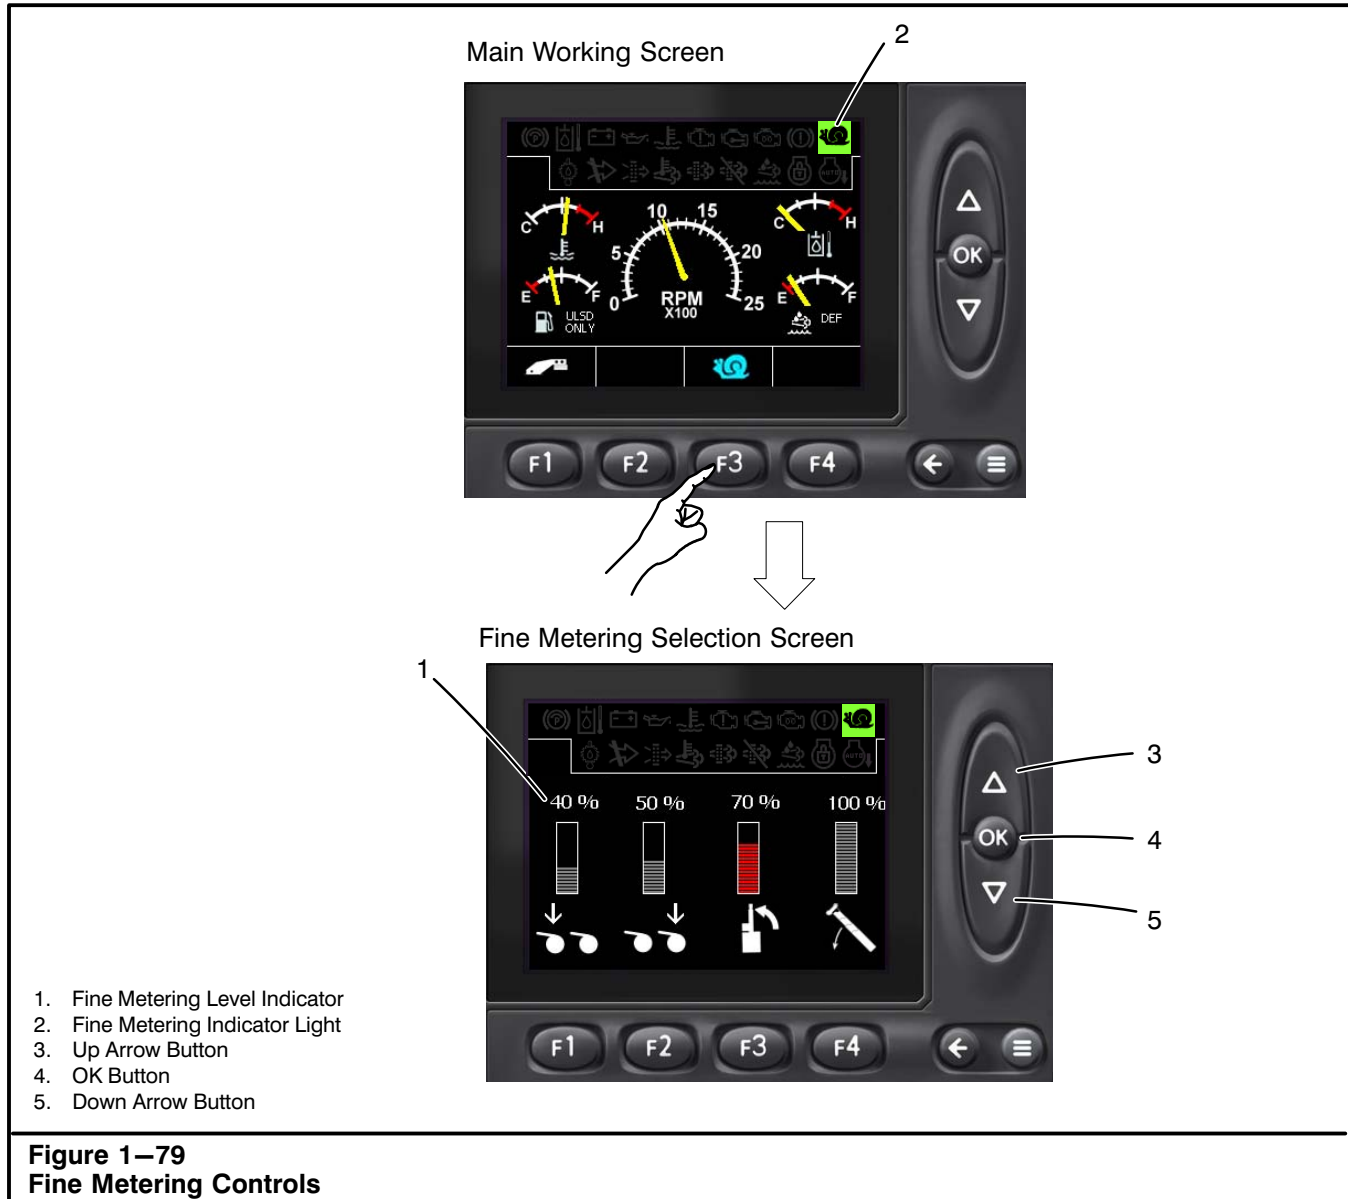 Main Working Screen
2
C H
10 15
5 20
0 25
RPM
X100
C H
E F
ULSD
ONLY
E F
DEF
OK
F1 F2 F3 F4
Fine Metering Selection Screen
1
AUTO
40 % 50 % 70 % 100 %
OK
3
4
5
F1 F2 F3 F4
1. Fine Metering Level Indicator
2. Fine Metering Indicator Light
3. Up Arrow Button
4. OK Button
5. Down Arrow Button
Figure 1—79
Fine Metering Controls